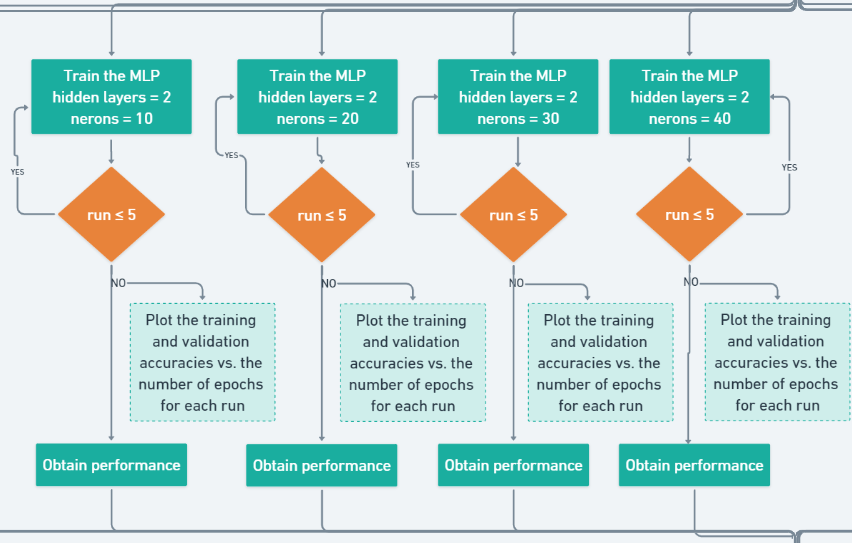 Train the MLP
hidden layers = 2
nerons = 10
Train the MLP
hidden layers = 2
nerons = 20
Train the MLP
hidden layers = 2
nerons = 30
Train the MLP
hidden layers = 2
nerons = 40
YES
YES
YES
YES
run ≤ 5
run ≤ 5
run ≤ 5
run ≤ 5
NO
NO
NO
NO
Plot the training
and validation
accuracies vs. the
number of epochs
for each run
Plot the training
and validation
accuracies vs. the
number of epochs
for each run
Plot the training
and validation
accuracies vs. the
number of epochs
for each run
Plot the training
and validation
accuracies vs. the
number of epochs
for each run
Obtain performance
Obtain performance
Obtain performance
Obtain performance